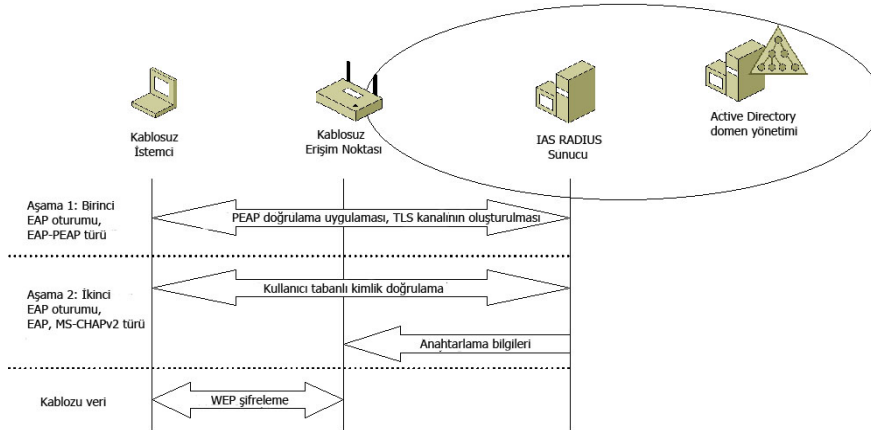 Kablosuz
İstemci
Kablosuz
Erişim Noktası
IAS RADIUS
Sunucu
Active Directory
domen yönetimi
Aşama 1: Birinci
EAP oturumu,
EAP-PEAP türü
PEAP doğrulama uygulaması, TLS kanalının oluşturulması
Aşama 2: İkinci
EAP oturumu,
EAP, MS-CHAPv2 türü
Kullanıcı tabanlı kimlik doğrulama
Anahtarlama bilgileri
Kablozu veri
WEP şifreleme